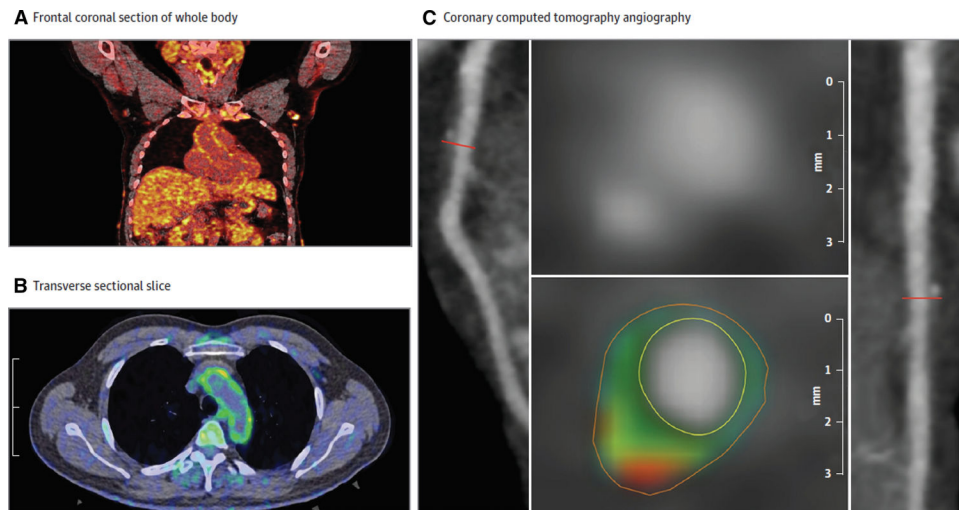 A Frontal coronal section of whole body
B Transverse sectional slice
C Coronary computed tomography angiography
0
1
2
3
mm
0
1
2
3
mm